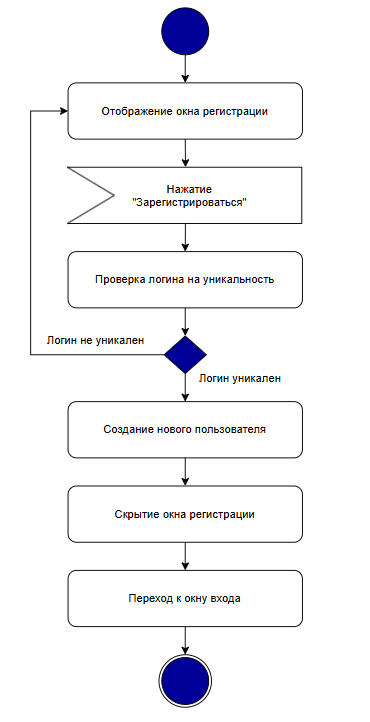 Отображение окна регистрации
Нажатие
"Зарегистрироваться"
Проверка логина на уникальность
Логин не уникален
Логин уникален
Создание нового пользователя
Скрытие окна регистрации
Переход к окну входа